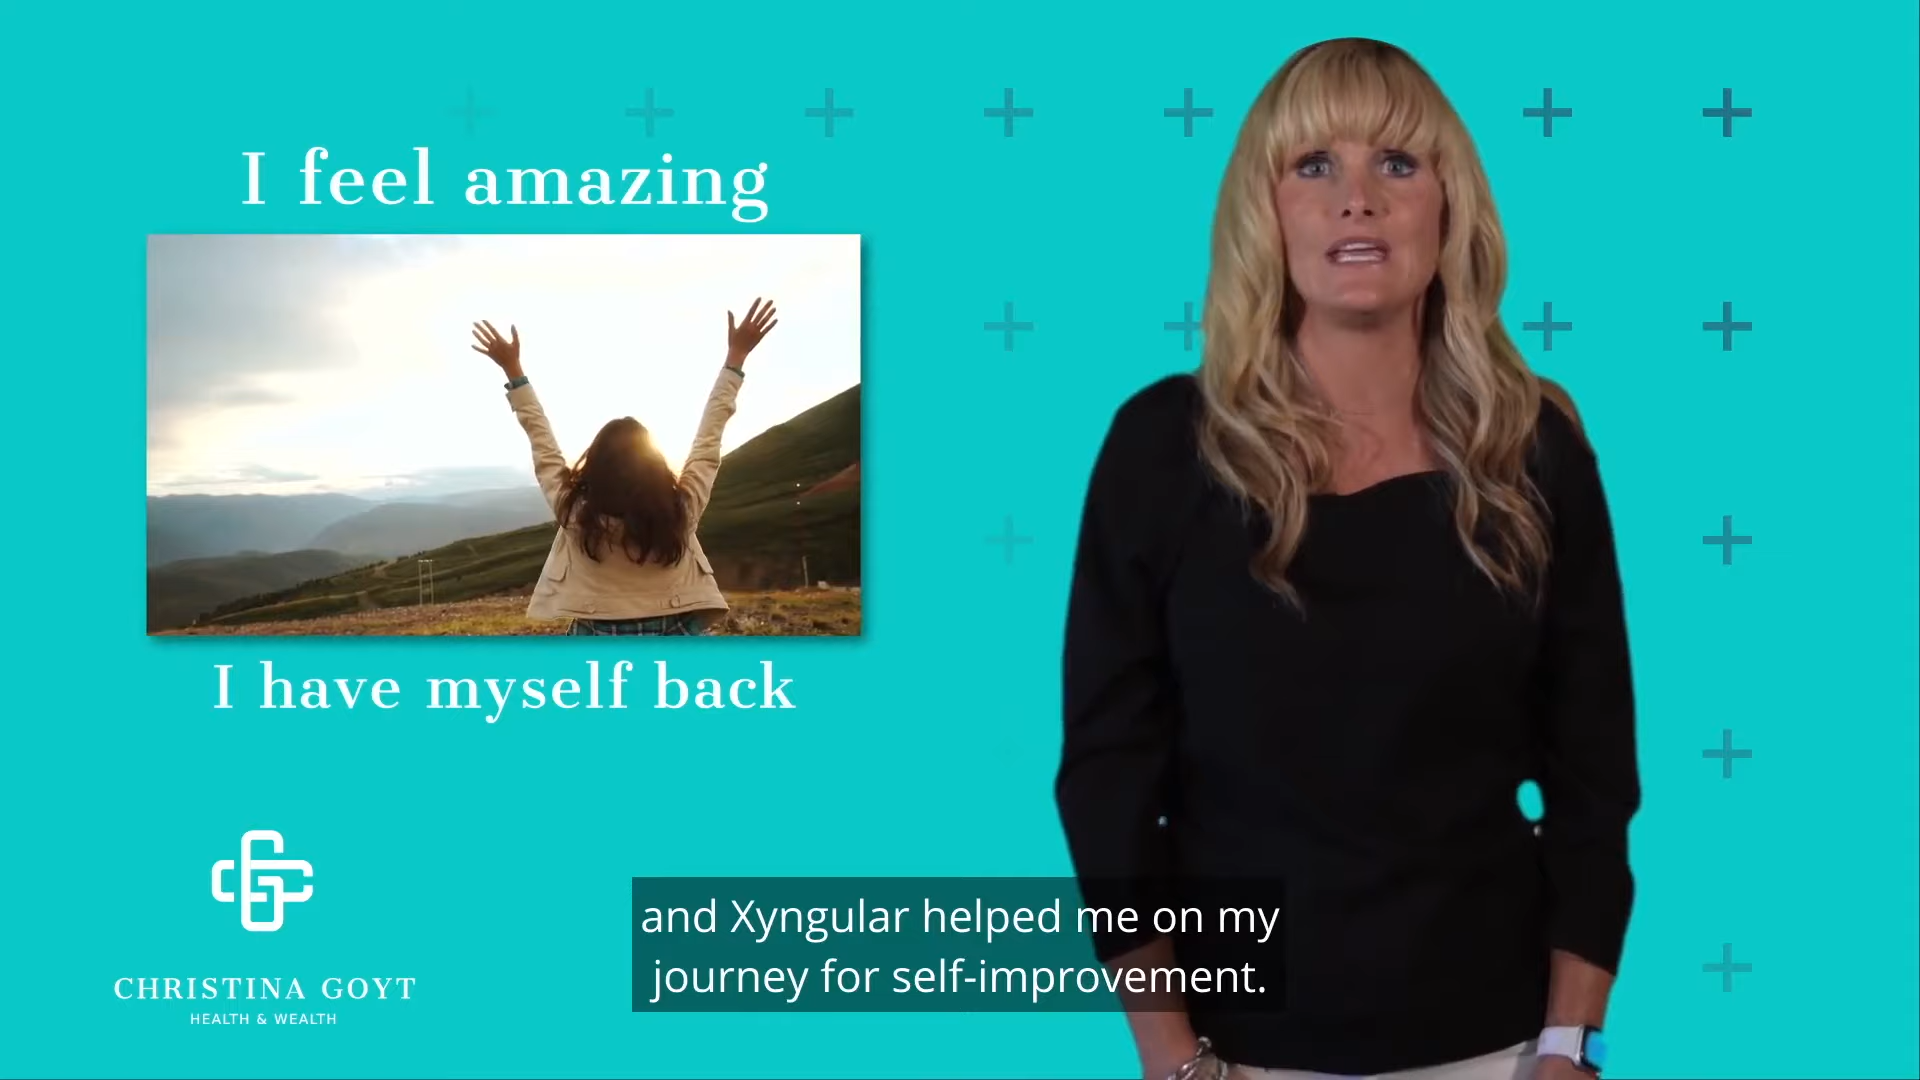 I feel amazing
I have myself back
CHRISTINA GOYT
HEALTH & WEALTH
and Xyngular helped me on my
journey for self-improvement.